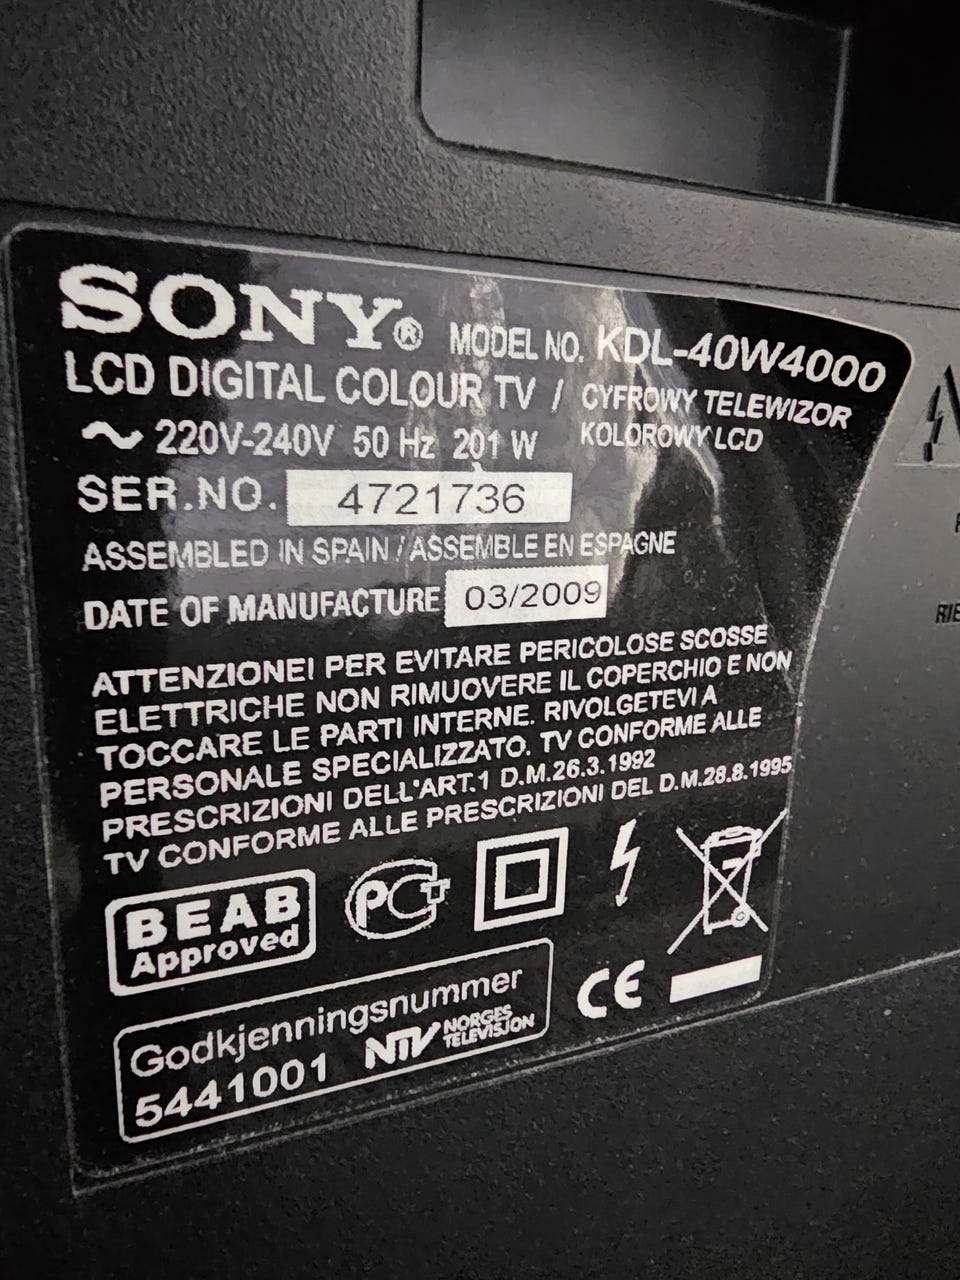 SONY® MODEL NO. KDL-40W4000
LCD DIGITAL COLOUR TV / CYFROWY TELEWIZOR
KOLOROWY LCD
~ 220V-240V 50 Hz 201 W
SER.NO. 4721736
ASSEMBLED IN SPAIN / ASSEMBLE EN ESPAGNE
DATE OF MANUFACTURE 03/2009
ATTENZIONE! PER EVITARE PERICOLOSE SCOSSE
ELETTRICHE NON RIMUOVERE IL COPERCHIO E NON
TOCCARE LE PARTI INTERNE. RIVOLGETEVI A
PERSONALE SPECIALIZZATO. TV CONFORME ALLE
PRESCRIZIONI DELL'ART.1 D.M.26.3.1992
TV CONFORME ALLE PRESCRIZIONI DEL D.M.28.8.1995
BEAB
Approved
РСТ
CE
Godkjenningsnummer
5441001 NTV NORGES
TELEVISJON